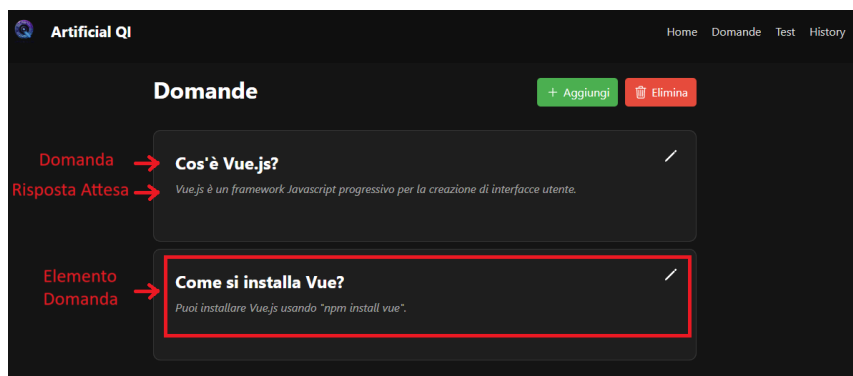 Artificial QI
Home Domande Test History
Domande
+ Aggiungi
Elimina
Domanda
Cos'è Vue.js?
Risposta Attesa
Vue.js è un framework Javascript progressivo per la creazione di interfacce utente.
Elemento
Domanda
Come si installa Vue?
Puoi installare Vue.js usando "npm install vue".